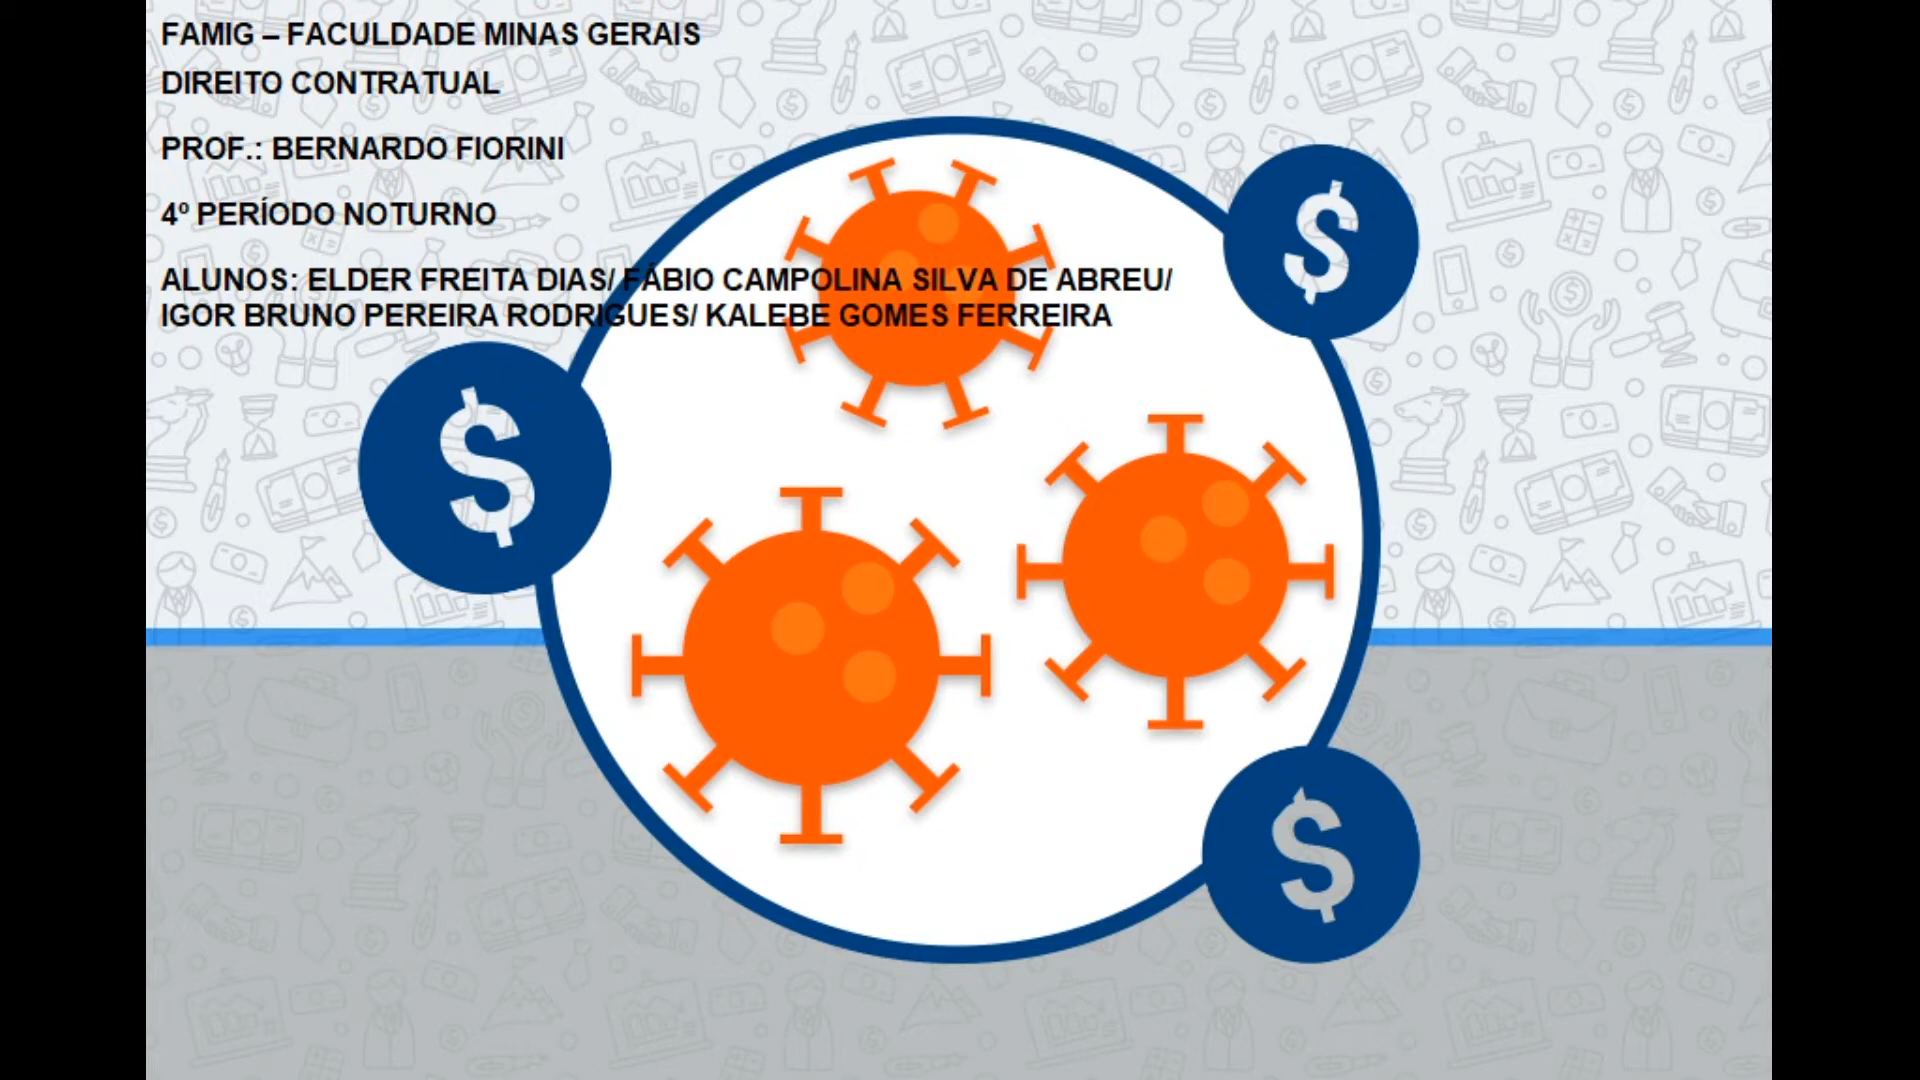 FAMIG – FACULDADE MINAS GERAIS
DIREITO CONTRATUAL
PROF.: BERNARDO FIORINI
4º PERÍODO NOTURNO
ALUNOS: ELDER FREITA DIAS/ FÁBIO CAMPOLINA SILVA DE ABREU/
IGOR BRUNO PEREIRA RODRIGUES/ KALEBE GOMES FERREIRA
$
$
$